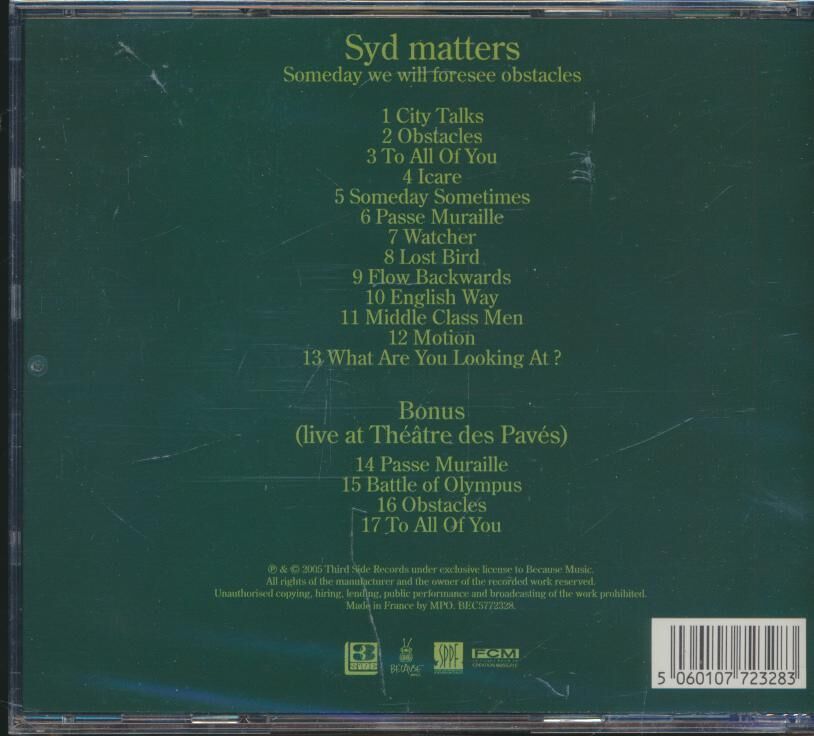 Syd matters
Someday we will foresee obstacles
1 City Talks
2 Obstacles
3 To All Of You
4 Icare
5 Someday Sometimes
6 Passe Muraille
7 Watcher
8 Lost Bird
9 Flow Backwards
10 English Way
11 Middle Class Men
12 Motion
13 What Are You Looking At ?
Bonus
(live at Théâtre des Pavés)
14 Passe Muraille
15 Battle of Olympus
16 Obstacles
17 To All Of You
℗ & © 2005 Third Side Records under exclusive license to Because Music.
All rights of the manufacturer and the owner of the recorded work reserved.
Unauthorised copying, hiring, lending, public performance and broadcasting of the work prohibited.
Made in France by MPO. BEC5772328.
3
SIDE
BECAUSE
SPPF
FCM
5 060107 723283